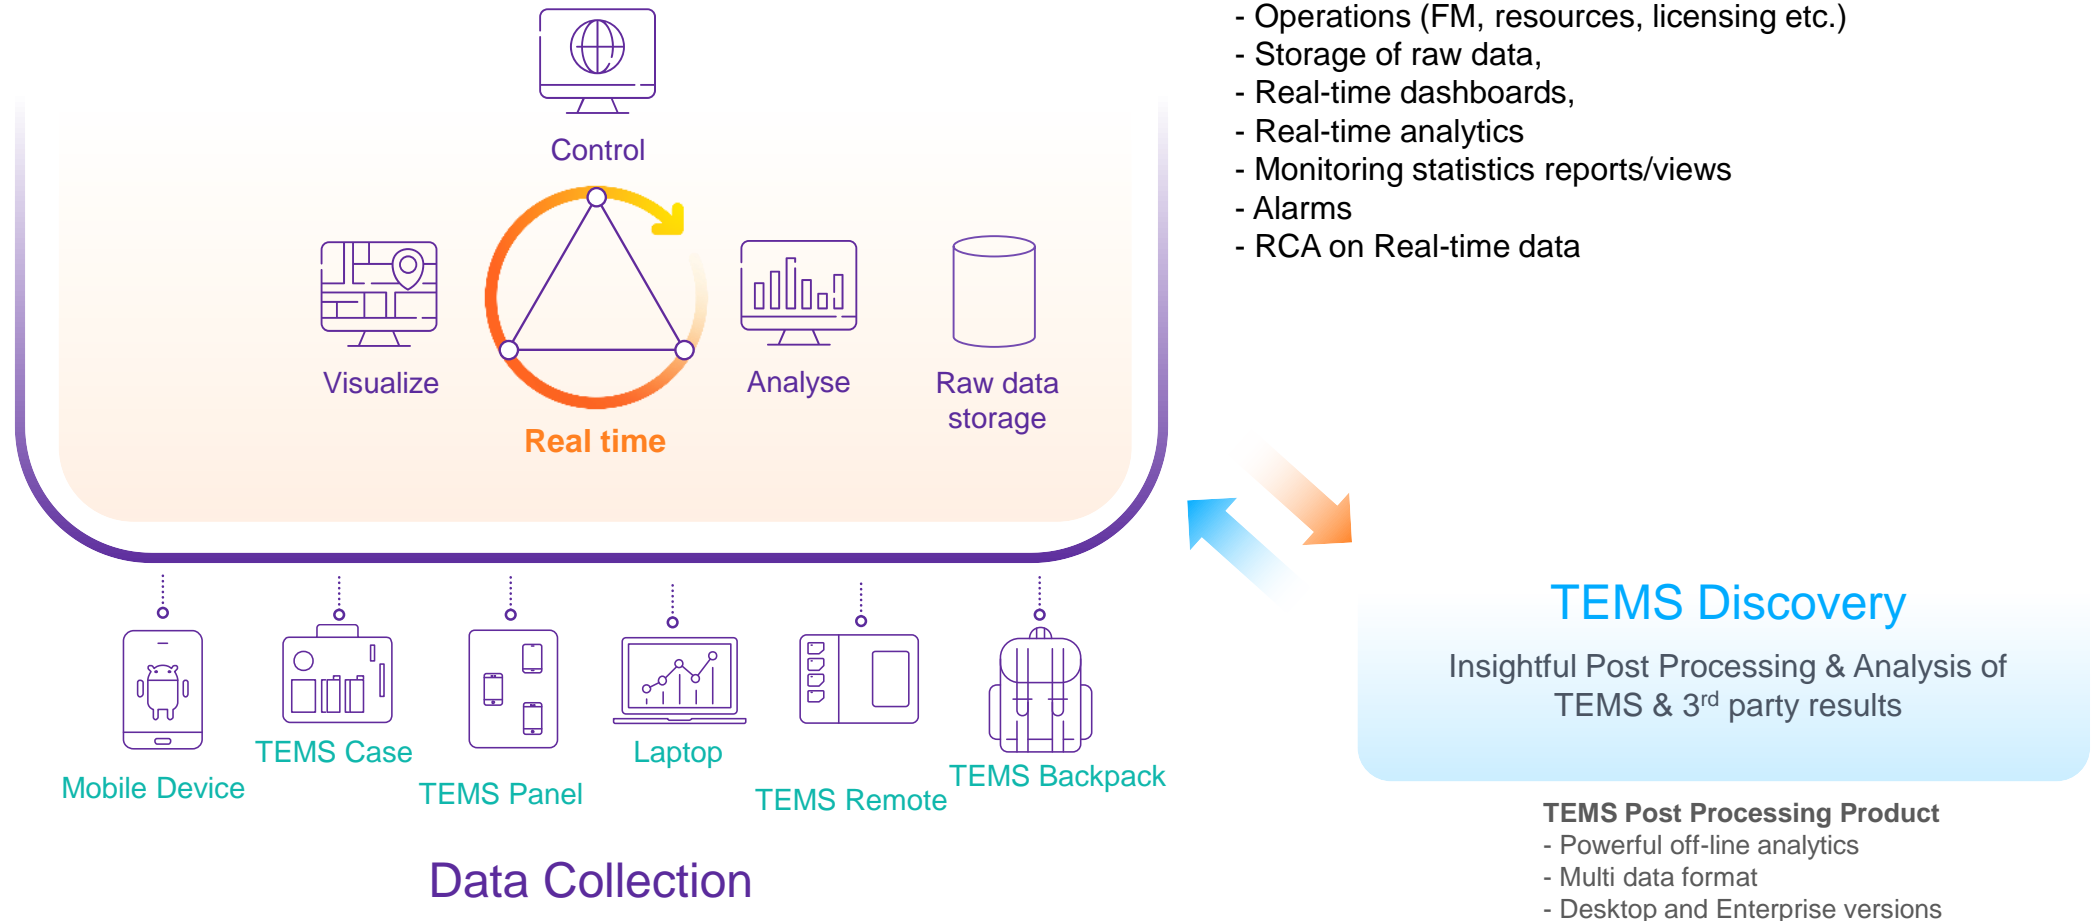 - Operations (FM, resources, licensing etc.)
- Storage of raw data,
- Real-time dashboards,
- Real-time analytics
- Monitoring statistics reports/views
- Alarms
- RCA on Real-time data
Control
Visualize
Analyse
Raw data
storage
Real time
Mobile Device
TEMS Case
TEMS Panel
Laptop
TEMS Remote
TEMS Backpack
Data Collection
TEMS Discovery
Insightful Post Processing & Analysis of
TEMS & 3rd party results
TEMS Post Processing Product
- Powerful off-line analytics
- Multi data format
- Desktop and Enterprise versions